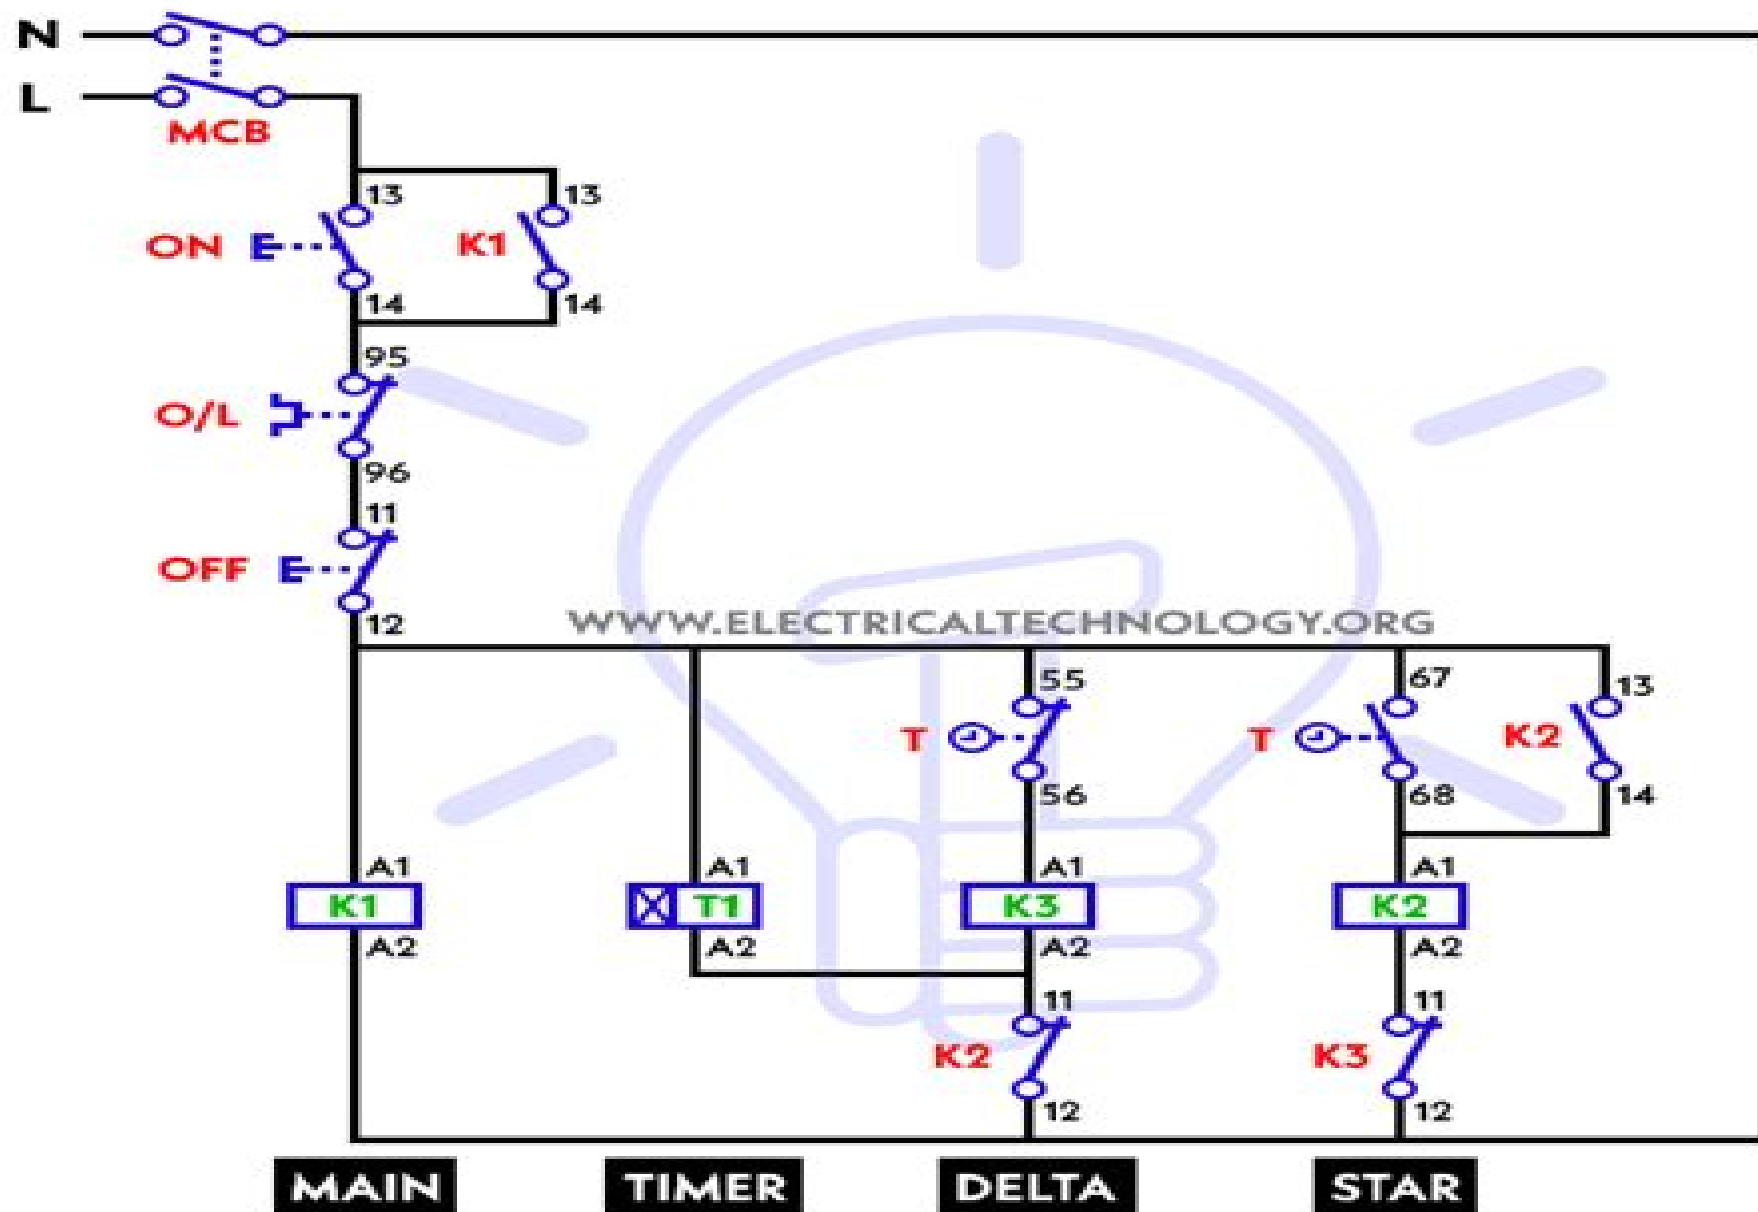 N
L
MCB
13 13
ON E K1
14 14
95
O/L
96
11
OFF E
12
WWW.ELECTRICALTECHNOLOGY.ORG
55 67 13
T T K2
56 68 14
A1 A1 A1 A1
K1 T1 K3 K2
A2 A2 A2 A2
11 11
K2 K3
12 12
MAIN TIMER DELTA STAR